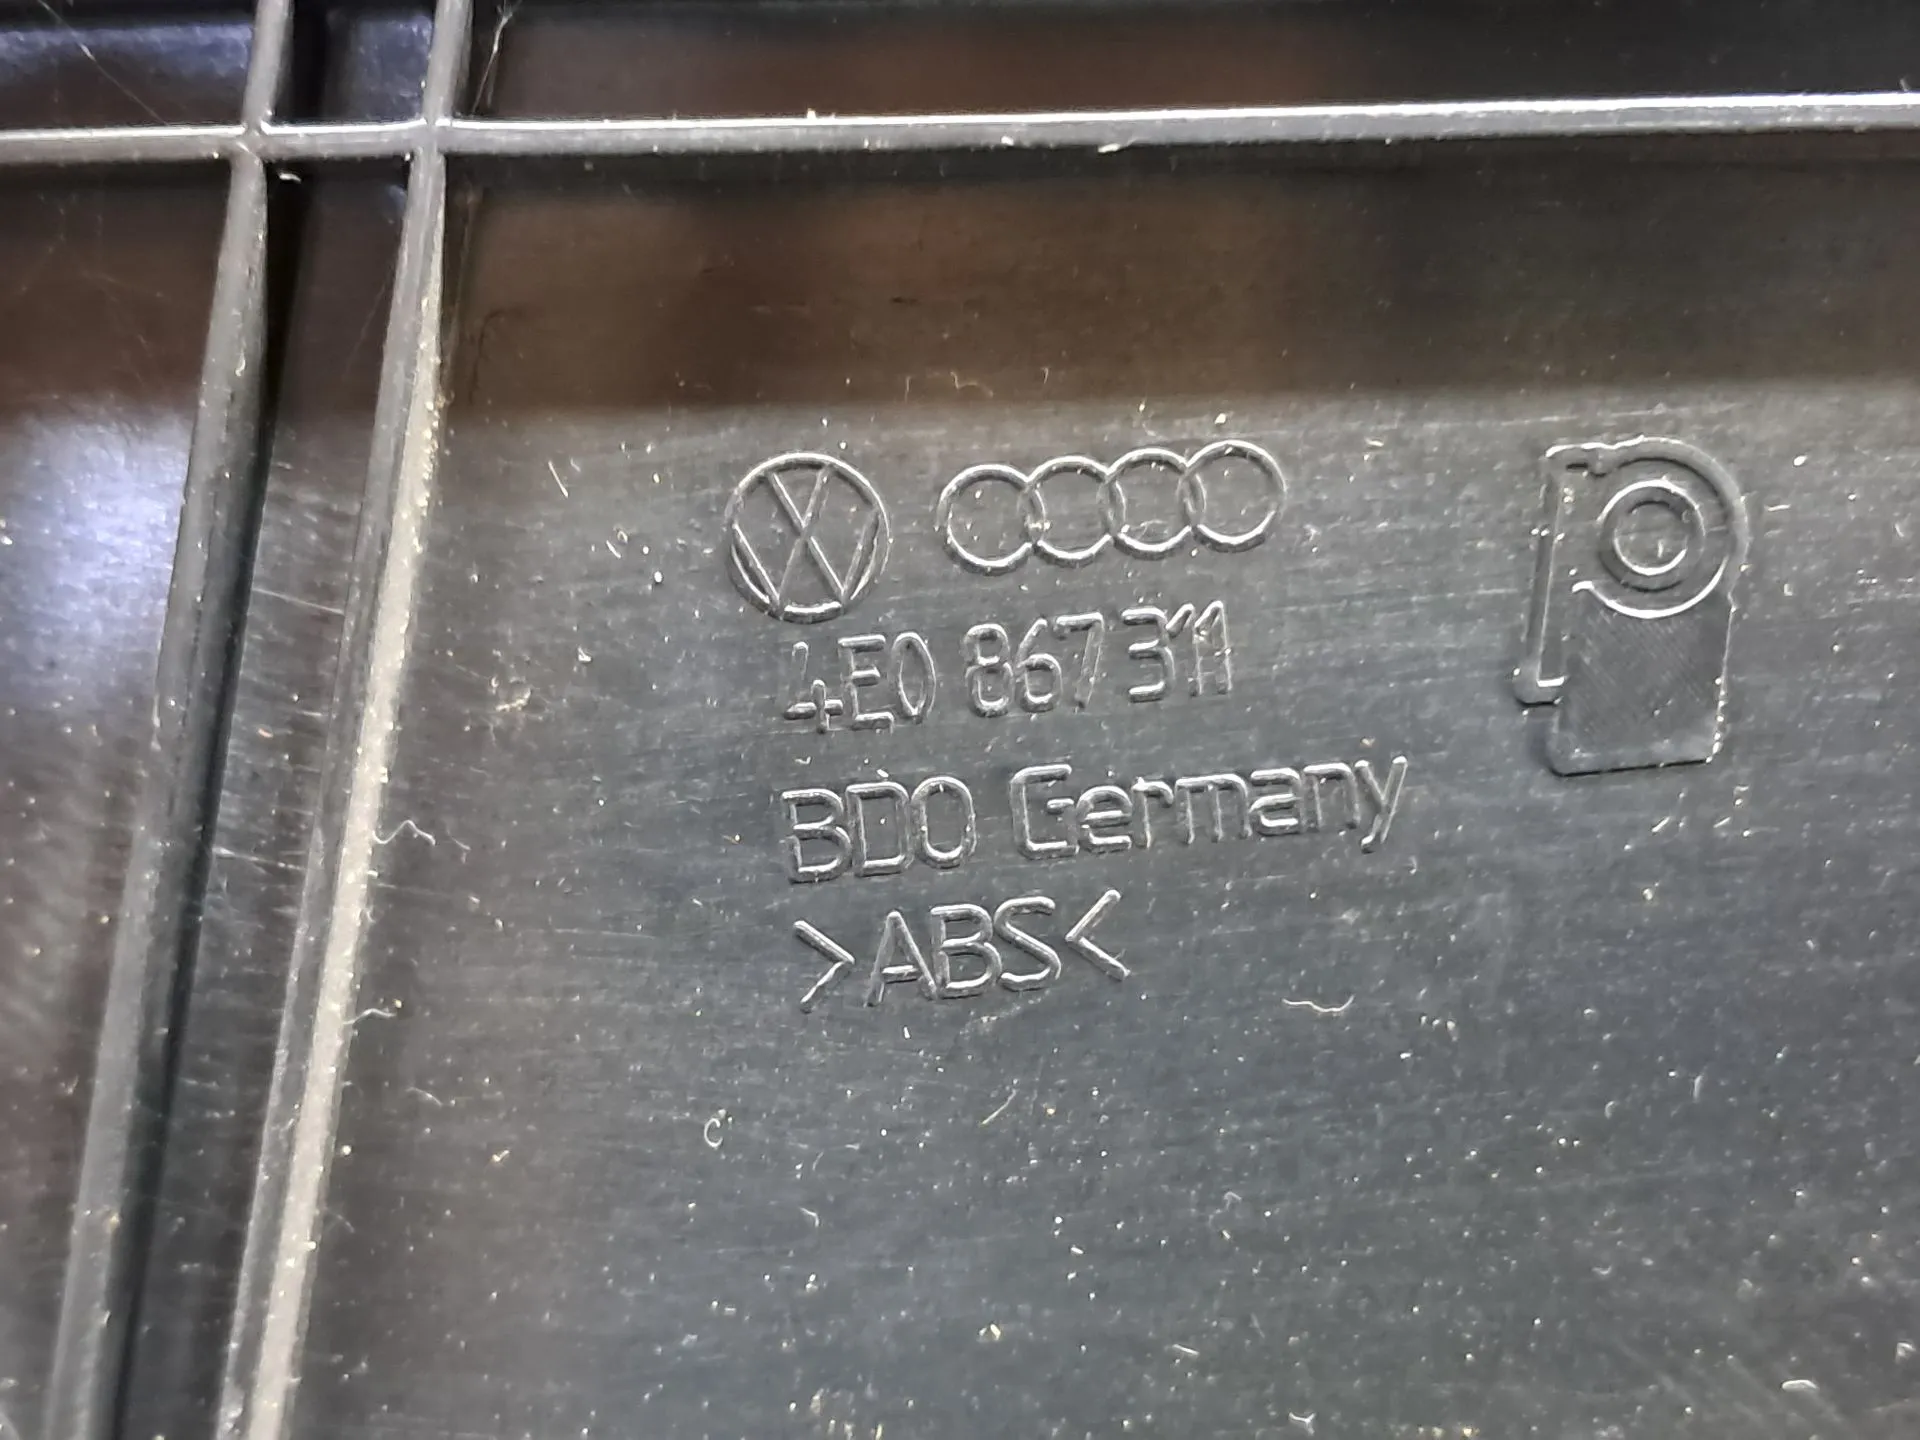 4E0 867 311
BDO Germany
>ABS<